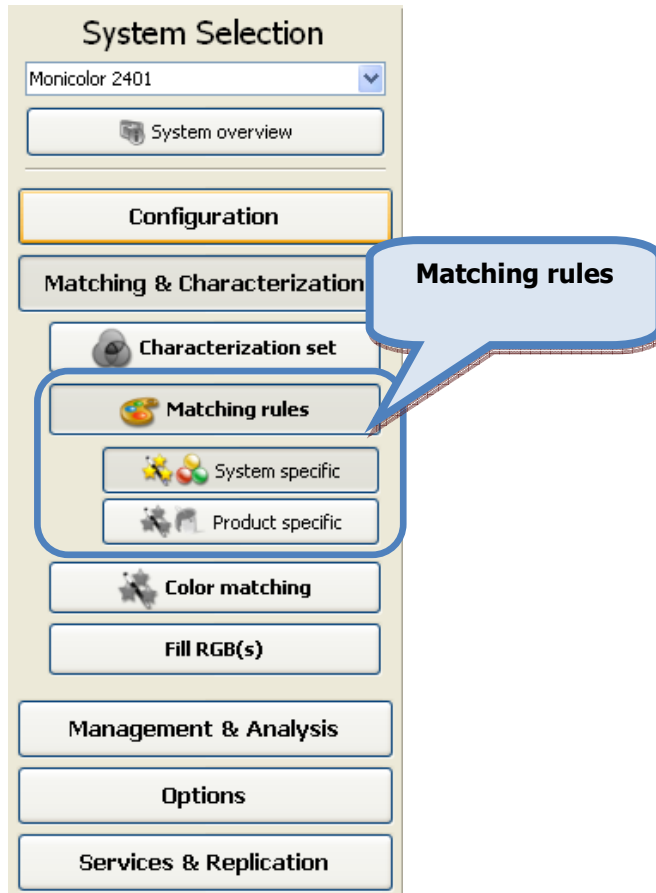 System Selection
Monicolor 2401
System overview
Configuration
Matching & Characterization
Matching rules
Characterization set
Matching rules
System specific
Product specific
Color matching
Fill RGB(s)
Management & Analysis
Options
Services & Replication